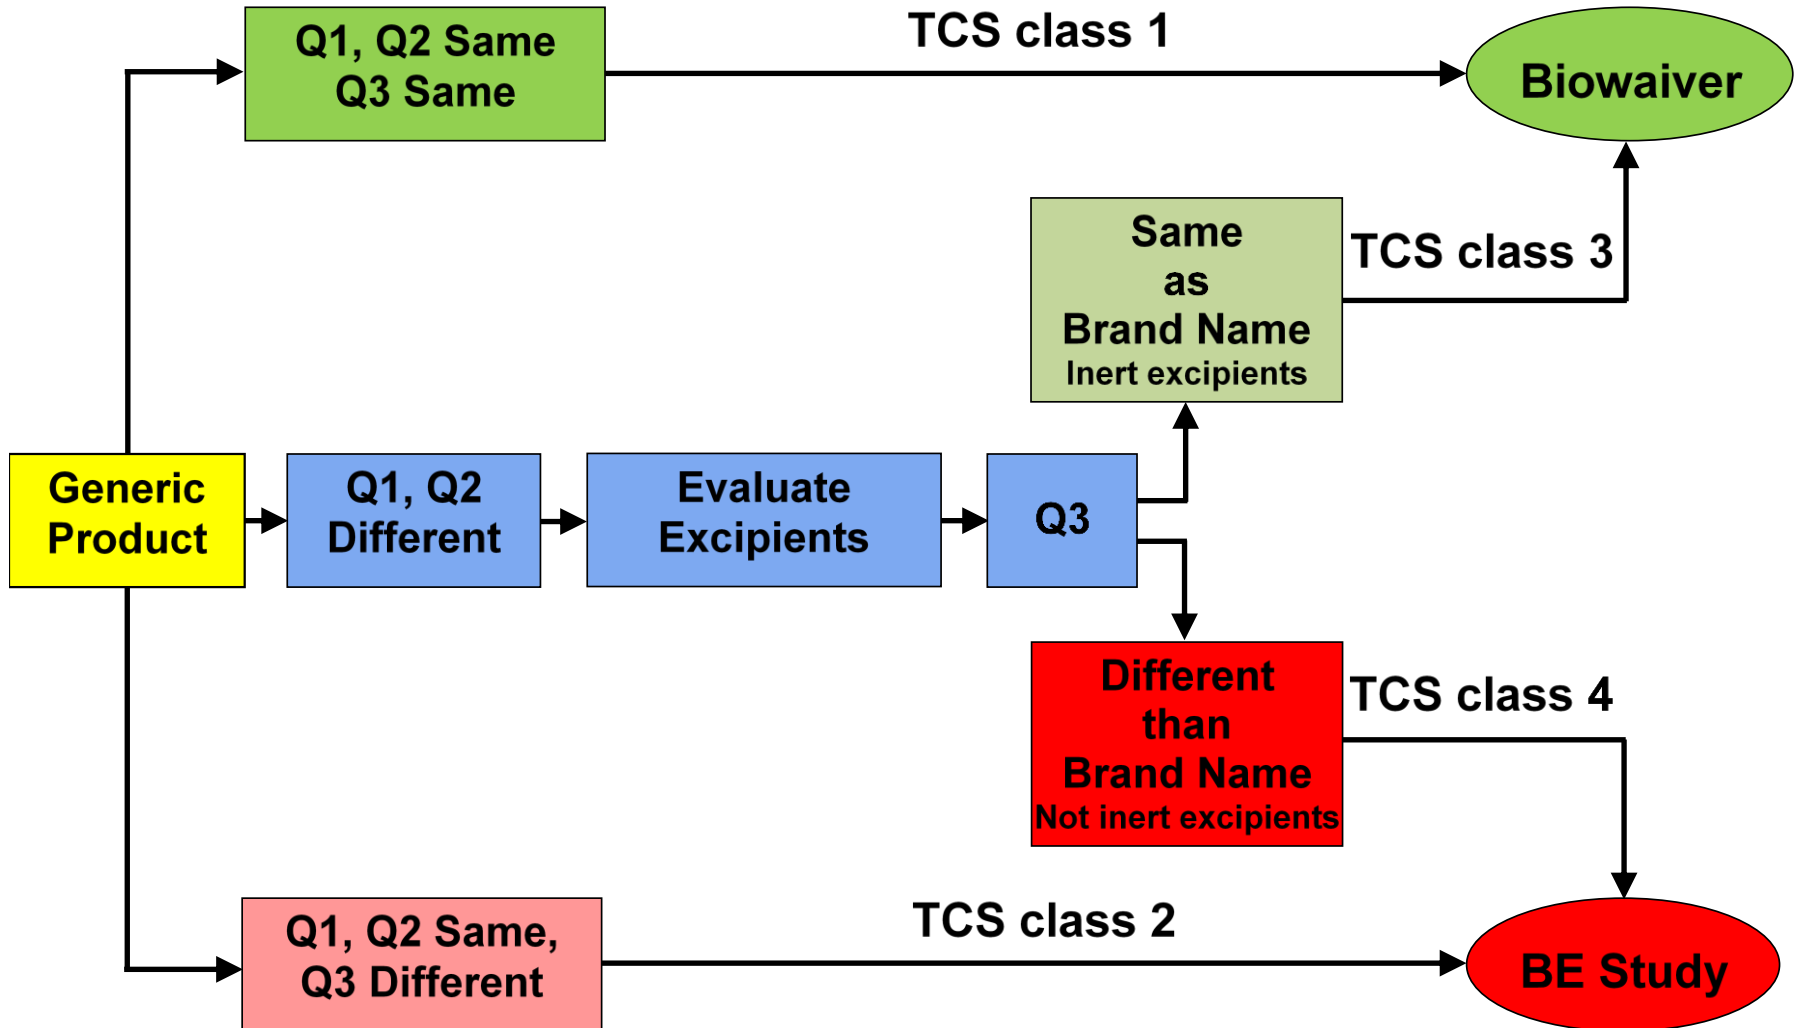 Q1, Q2 Same
Q3 Same
TCS class 1
Biowaiver
Same
as
Brand Name
Inert excipients
TCS class 3
Generic
Product
Q1, Q2
Different
Evaluate
Excipients
Q3
Different
than
Brand Name
Not inert excipients
TCS class 4
Q1, Q2 Same,
Q3 Different
TCS class 2
BE Study